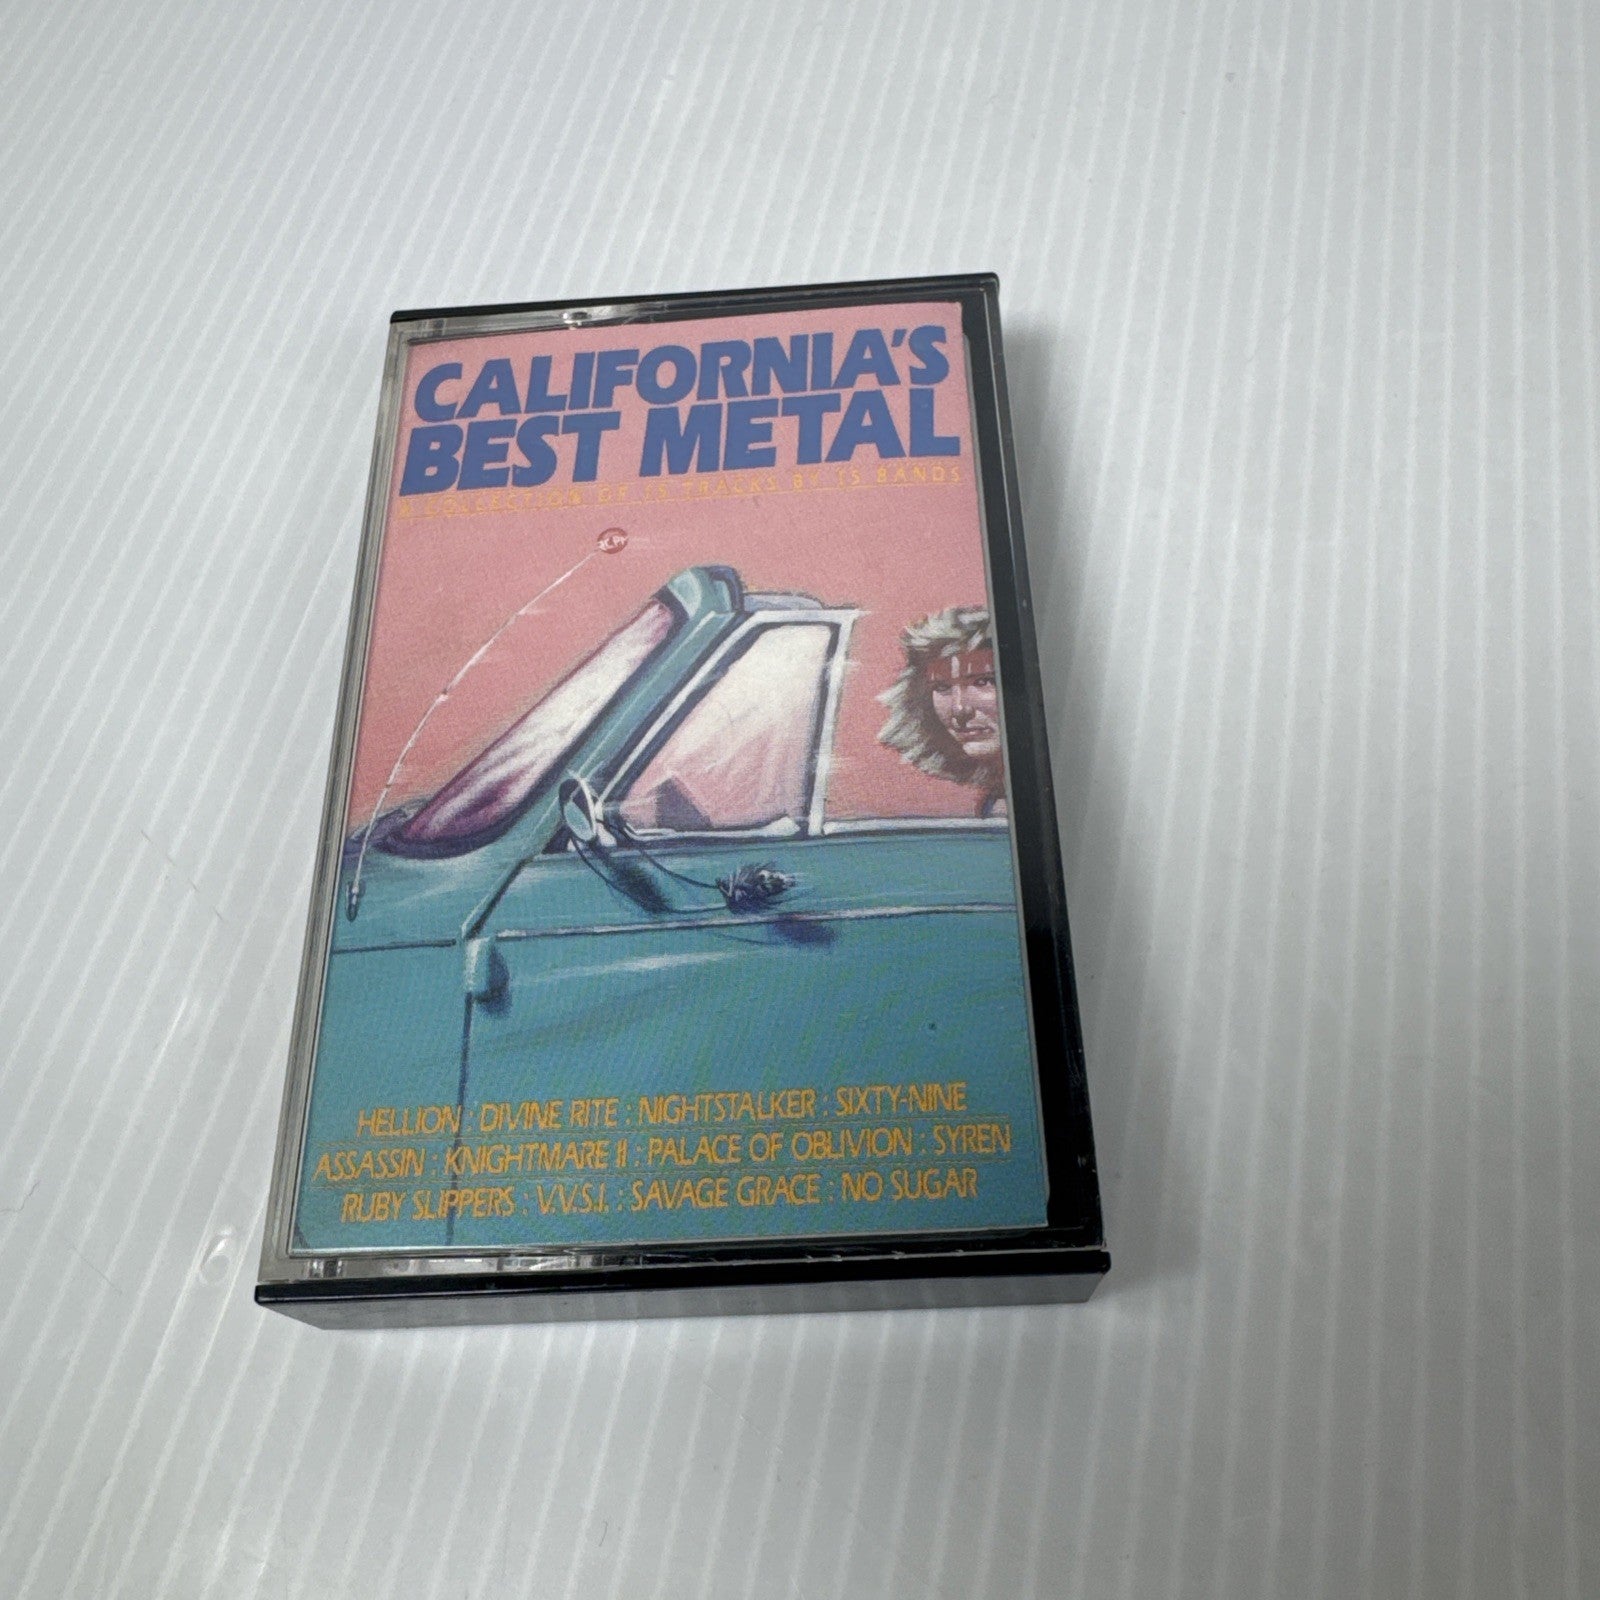 CALIFORNIA'S
BEST METAL
A COLLECTION OF 15 TRACKS BY 15 BANDS
HELLION : DIVINE RITE : NIGHTSTALKER : SIXTY-NINE
ASSASSIN : KNIGHTMARE II : PALACE OF OBLIVION : SYREN
RUBY SLIPPERS : V.V.S.I. : SAVAGE GRACE : NO SUGAR